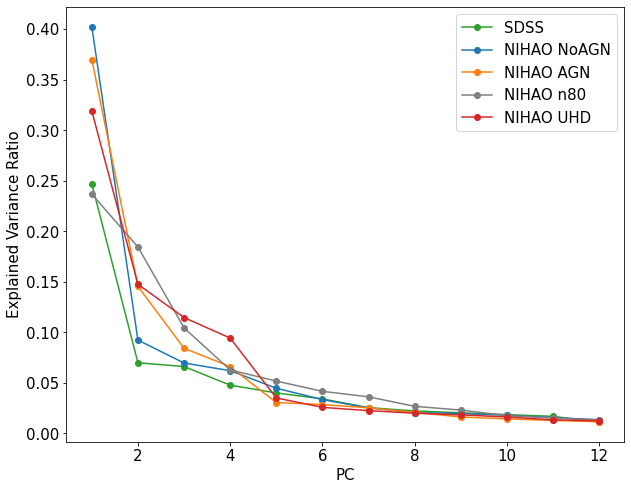 Explained Variance Ratio
0.40
0.35
0.30
0.25
0.20
0.15
0.10
0.05
0.00
SDSS
NIHAO NoAGN
NIHAO AGN
NIHAO n80
NIHAO UHD
2 4 6 8 10 12
PC